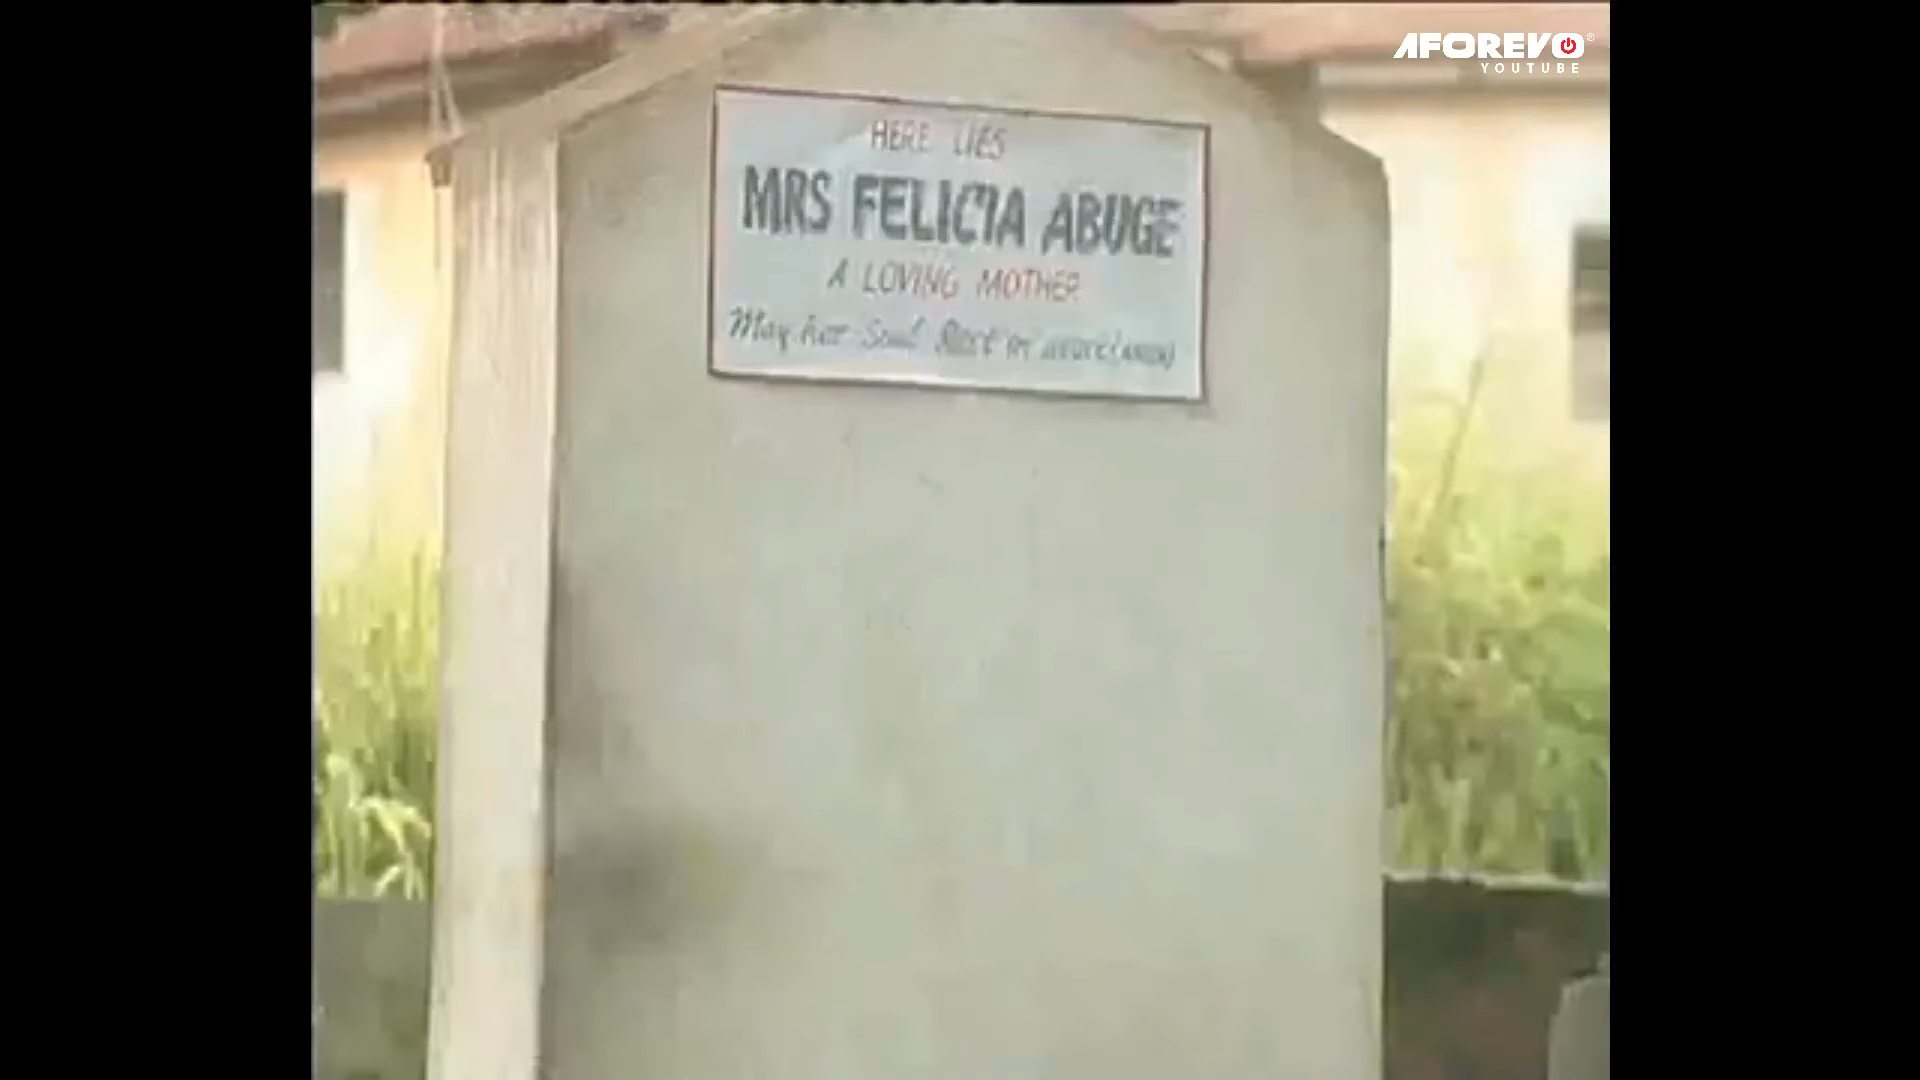 AFOREVO
YOUTUBE
HERE LIES
MRS FELICIA ABUGE
A LOVING MOTHER
May her Soul Rest in